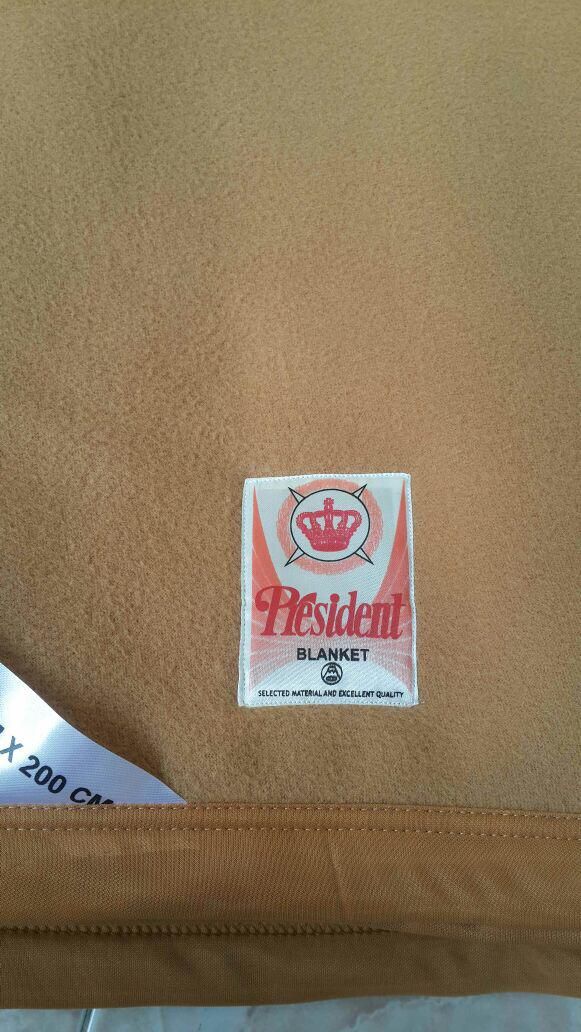 President
BLANKET
SELECTED MATERIAL AND EXCELLENT QUALITY
X 200 CM